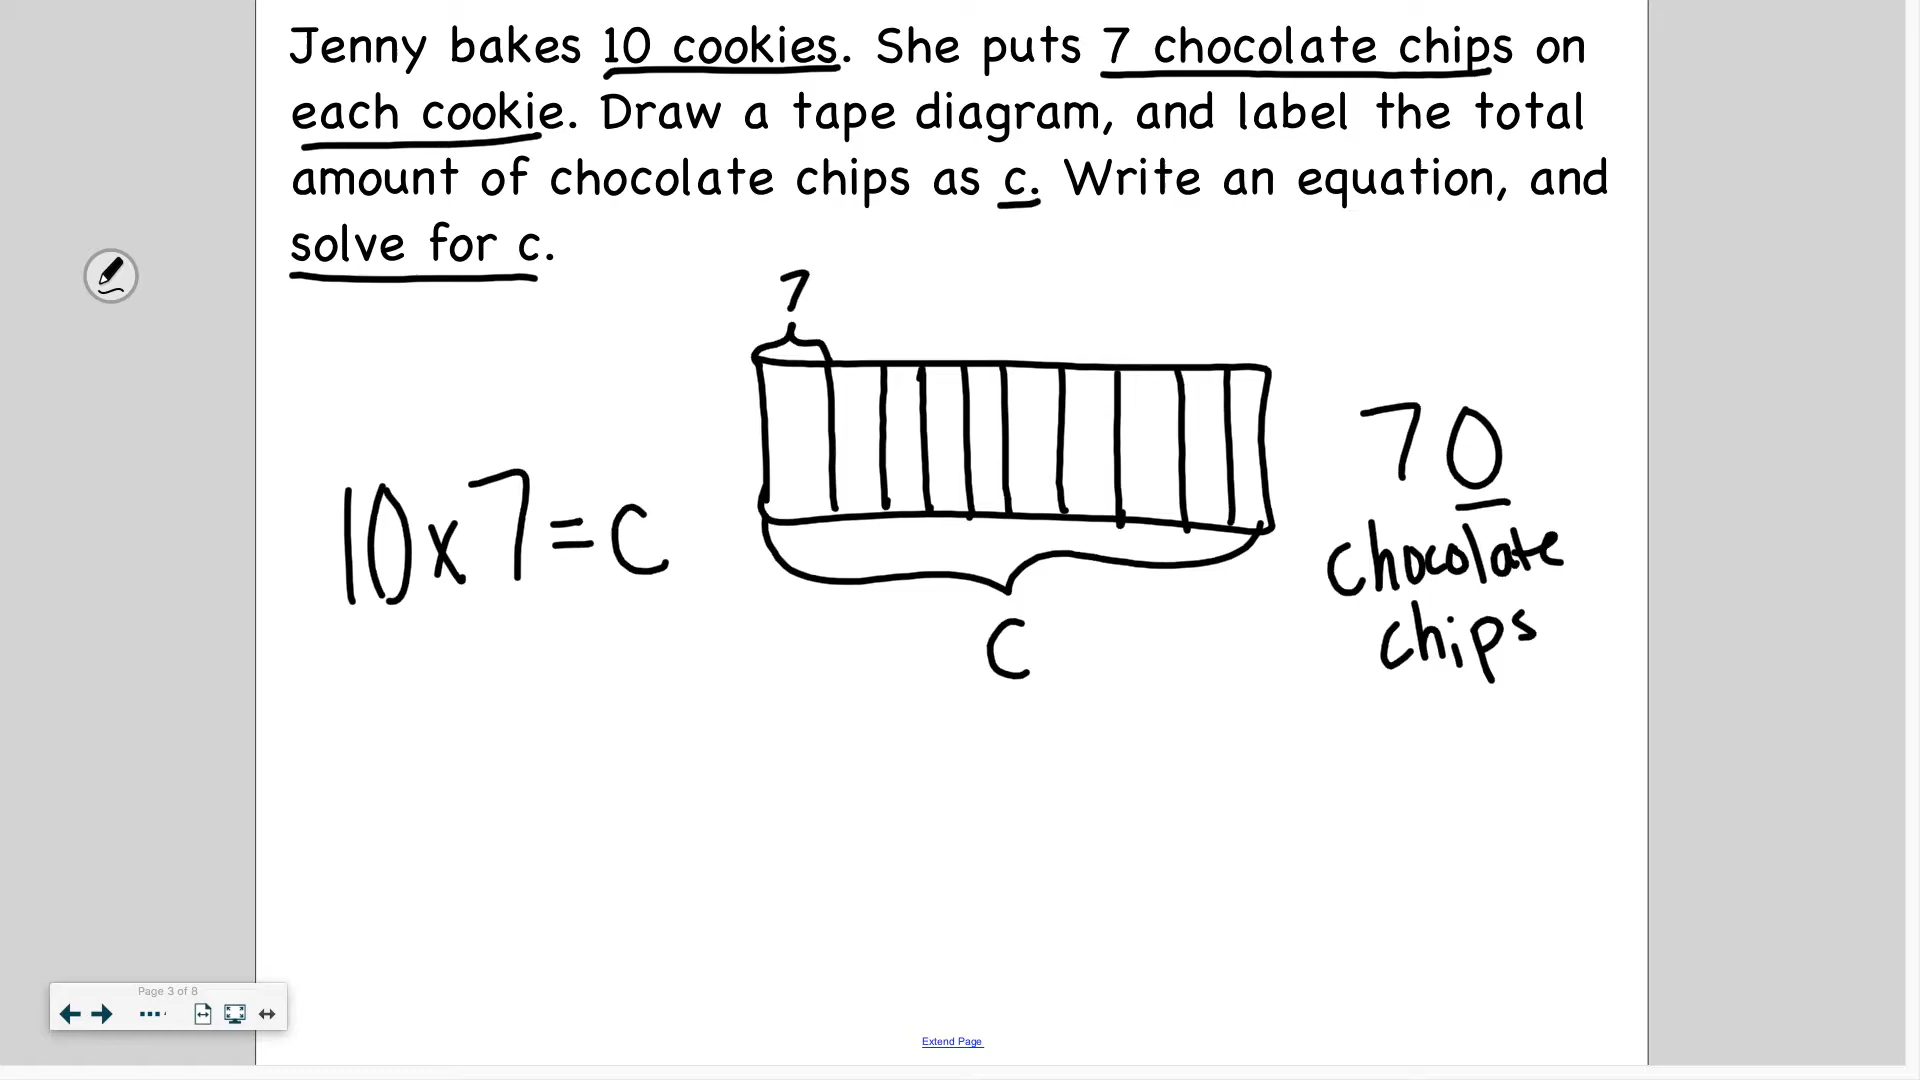 Jenny bakes 10 cookies. She puts 7 chocolate chips on
each cookie. Draw a tape diagram, and label the total
amount of chocolate chips as c. Write an equation, and
solve for c.
7
10x7=C
C
70
chocolate
chips
Page 3 of 8
Extend Page